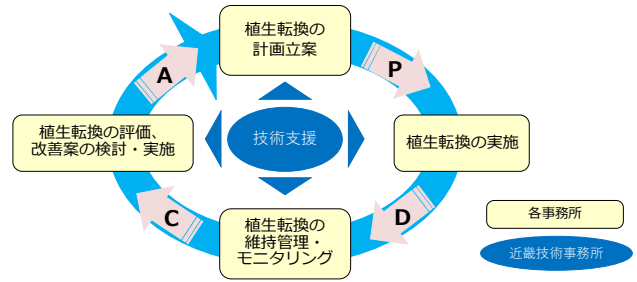 植生転換の
計画立案
A
P
植生転換の評価、
改善案の検討・実施
技術支援
植生転換の実施
C
D
植生転換の
維持管理・
モニタリング
各事務所
近畿技術事務所